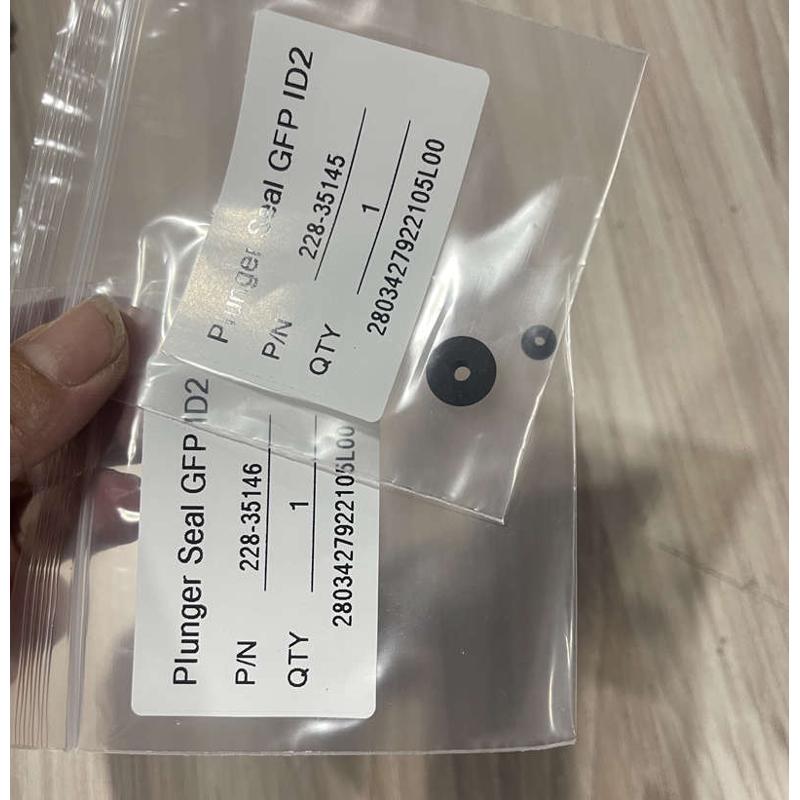 Plunger Seal GFP ID2
P/N 228-35145
QTY 1
2803427922105L00
Plunger Seal GFP ID2
P/N 228-35146
QTY 1
2803427922105L00